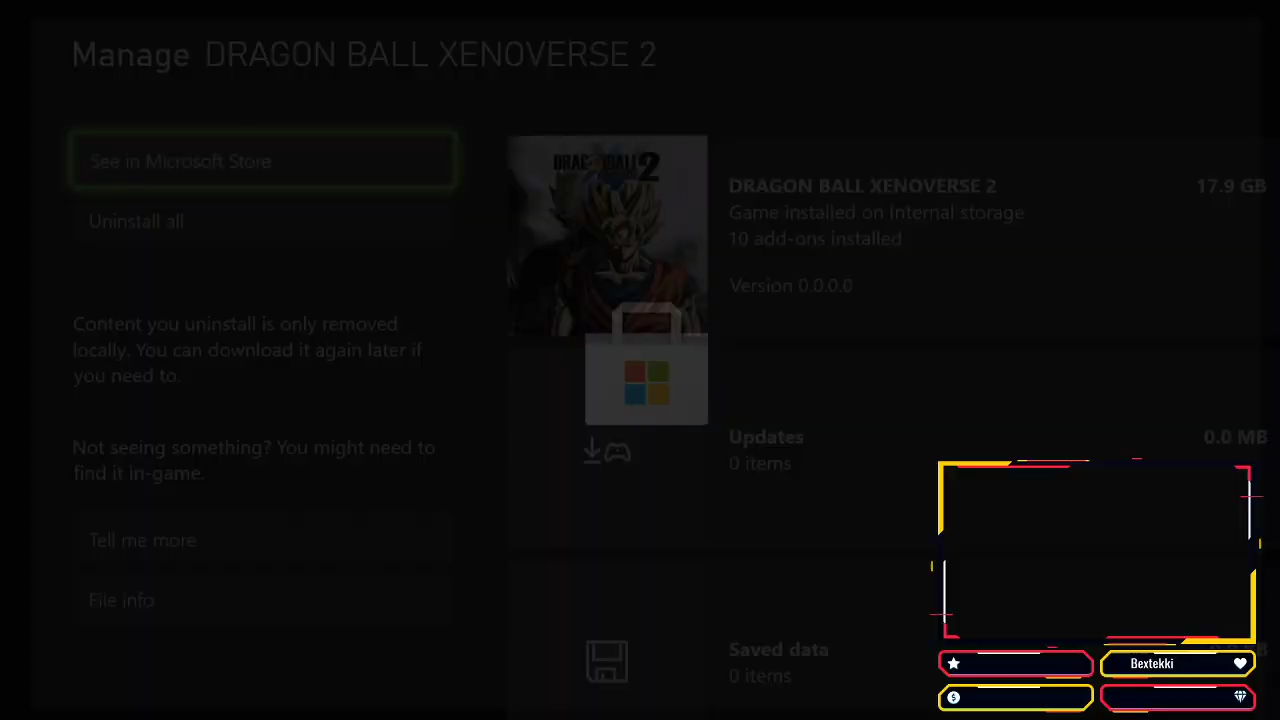 Manage DRAGON BALL XENOVERSE 2
See in Microsoft Store
Uninstall all
Content you uninstall is only removed
locally. You can download it again later if
you need to.
Not seeing something? You might need to
find it in-game.
Tell me more
File info
DRAGON BALL 2
DRAGON BALL XENOVERSE 2 17.9 GB
Game installed on Internal storage
10 add-ons installed
Version 0.0.0.0
Updates 0.0 MB
0 items
Saved data
0 items
Bextekki